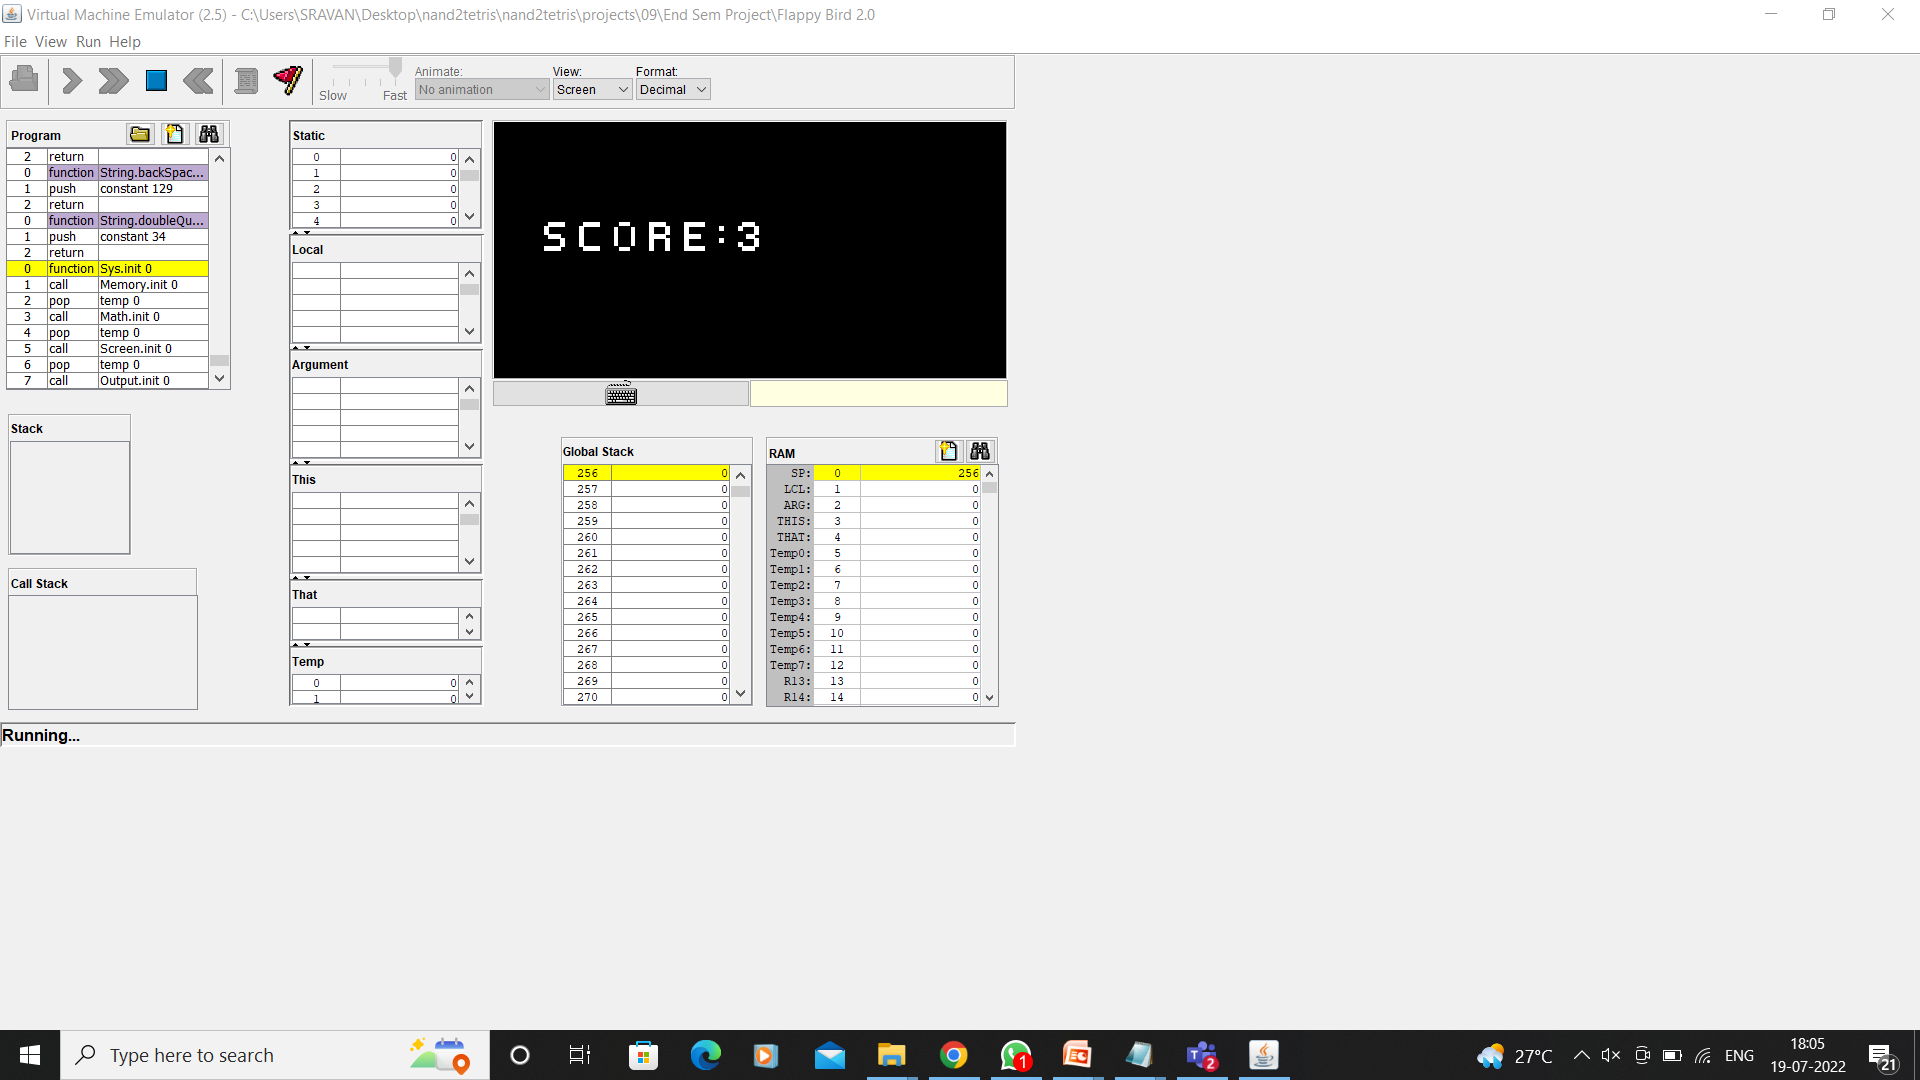 Virtual Machine Emulator (2.5) - C:\Users\SRAVAN\Desktop\nand2tetris\nand2tetris\projects\09\End Sem Project\Flappy Bird 2.0
File View Run Help
Slow Fast
Animate:
No animation
View:
Screen
Format:
Decimal
Program
2 return
0 function String.backSpac...
1 push constant 129
2 return
0 function String.doubleQu...
1 push constant 34
2 return
0 function Sys.init 0
1 call Memory.init 0
2 pop temp 0
3 call Math.init 0
4 pop temp 0
5 call Screen.init 0
6 pop temp 0
7 call Output.init 0
Stack
Call Stack
Static
0 0
1 0
2 0
3 0
4 0
Local
Argument
This
That
Temp
0 0
1 0
SCORE:3
Global Stack
256 0
257 0
258 0
259 0
260 0
261 0
262 0
263 0
264 0
265 0
266 0
267 0
268 0
269 0
270 0
RAM
SP: 0 256
LCL: 1 0
ARG: 2 0
THIS: 3 0
THAT: 4 0
Temp0: 5 0
Temp1: 6 0
Temp2: 7 0
Temp3: 8 0
Temp4: 9 0
Temp5: 10 0
Temp6: 11 0
Temp7: 12 0
R13: 13 0
R14: 14 0
Running...
Type here to search
1
2
27°C
ENG
18:05
19-07-2022
21